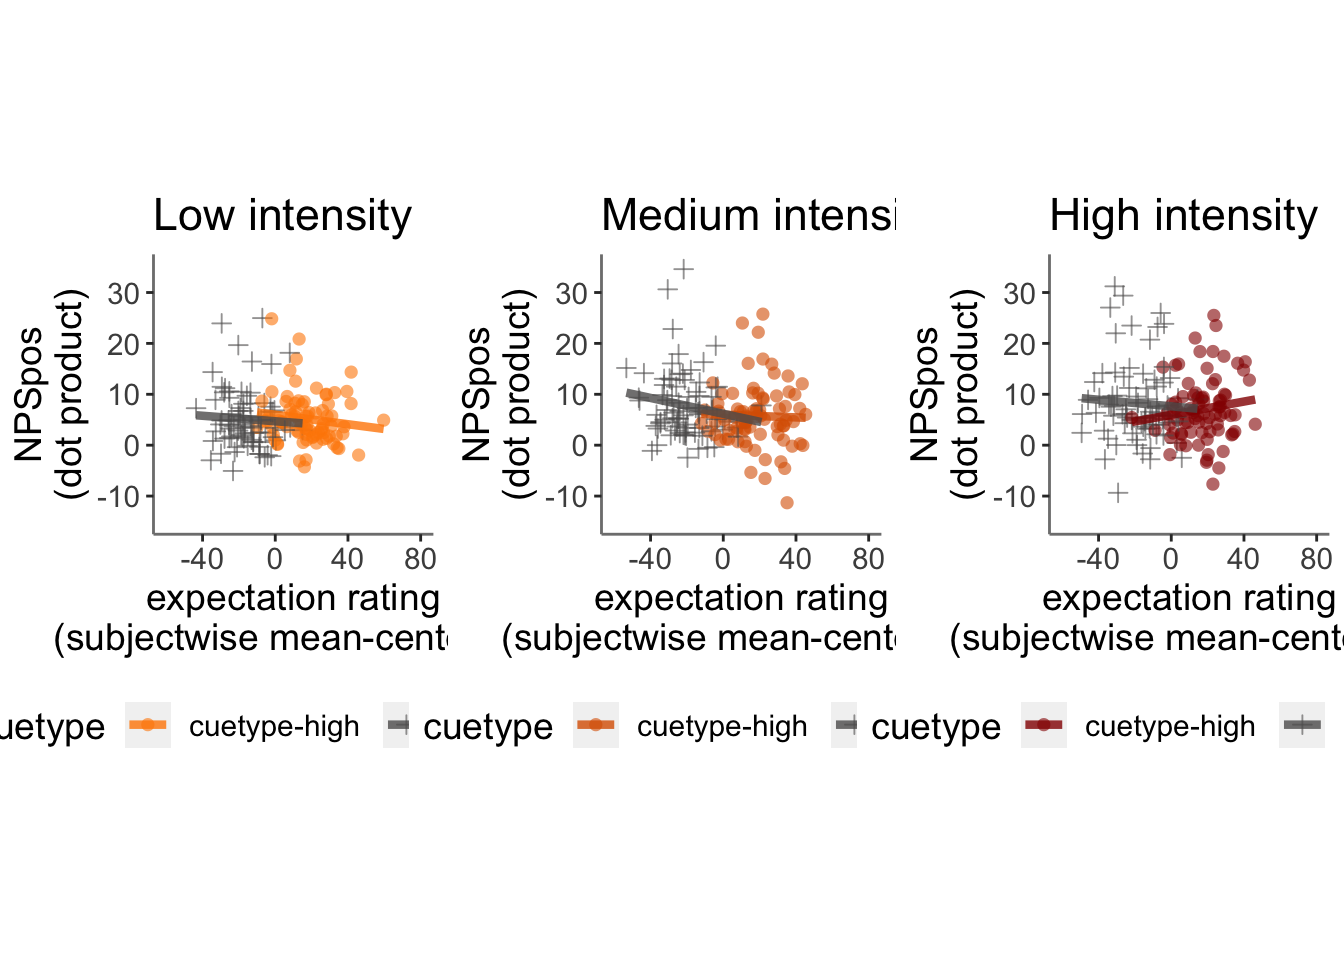 Low intensity
NPSpos
(dot product)
30
20
10
0
-10
-40 0 40 80
expectation rating
(subjectwise mean-cente
uetype cuetype-high
Medium intensi
NPSpos
(dot product)
30
20
10
0
-10
-40 0 40 80
expectation rating
(subjectwise mean-cente
cuetype cuetype-high
High intensity
NPSpos
(dot product)
30
20
10
0
-10
-40 0 40 80
expectation rating
(subjectwise mean-cente
cuetype cuetype-high